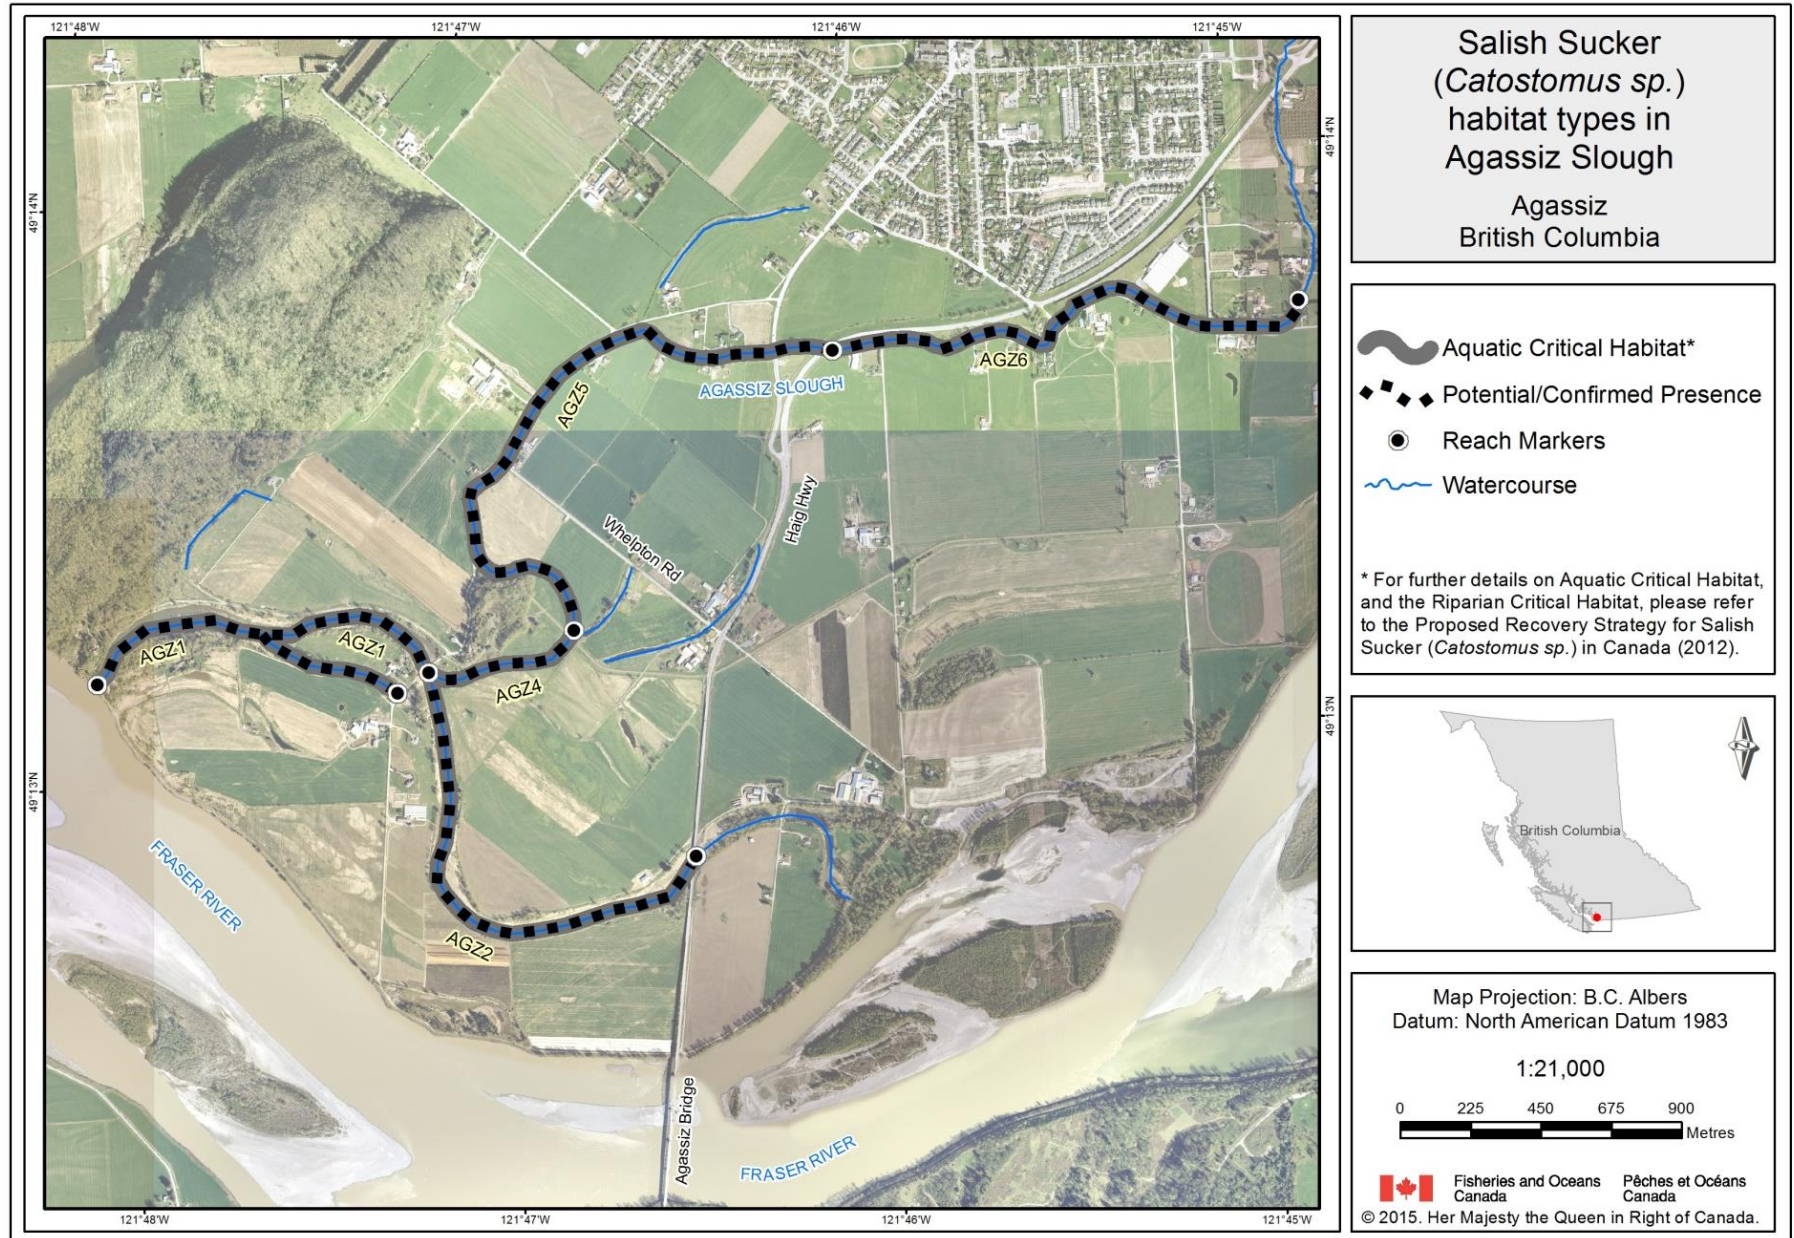 121°48'W
121°47'W
121°46'W
121°45'W
49°14'N
49°14'N
49°13'N
49°13'N
121°48'W
121°47'W
121°46'W
121°45'W
AGZ6
AGASSIZ SLOUGH
AGZ5
Haig Hwy
Whelpton Rd
AGZ1
AGZ1
AGZ4
AGZ2
FRASER RIVER
Agassiz Bridge
FRASER RIVER
Salish Sucker
(Catostomus sp.)
habitat types in
Agassiz Slough
Agassiz
British Columbia
Aquatic Critical Habitat*
Potential/Confirmed Presence
Reach Markers
Watercourse
* For further details on Aquatic Critical Habitat,
and the Riparian Critical Habitat, please refer
to the Proposed Recovery Strategy for Salish
Sucker (Catostomus sp.) in Canada (2012).
British Columbia
Z
Map Projection: B.C. Albers
Datum: North American Datum 1983
1:21,000
0 225 450 675 900
Metres
Fisheries and Oceans Pêches et Océans
Canada Canada
© 2015. Her Majesty the Queen in Right of Canada.